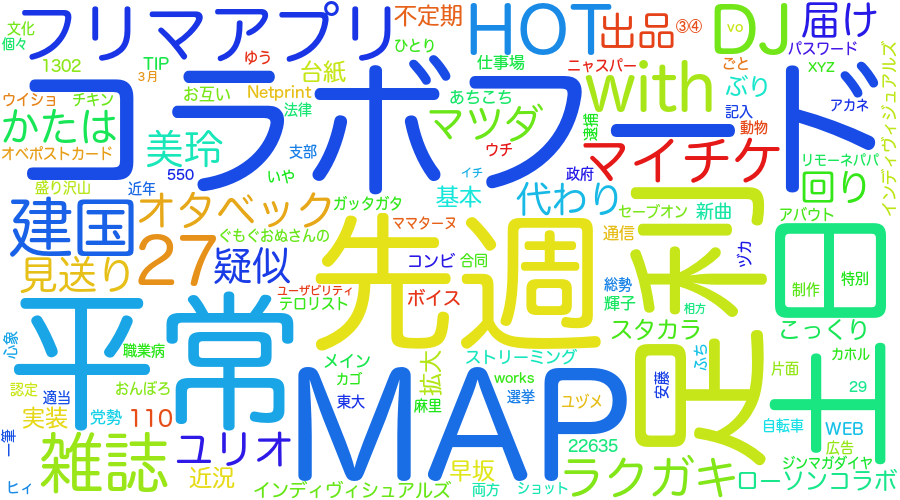 文化
フリマアプリ
不定期
HOT
出品
③④
DJ
vo
届け
個々
ひとり
パスワード
1302
TIP
ゆう
3月
台紙
仕事場
ニャスパー
ごと
XYZ
コラボフード
with
ぶり
ウイショ
チキン
お互い
Netprint
あちこち
アカネ
インディヴィジュアルズ
かたは
法律
マツダ
逮捕
記入
オベポストカード
美玲
支部
ウチ
マイチケ
動物
550
いや
イチ
政府
リモーネパパ
盛り沢山
近年
基本
代わり
回り
建国
オタベック
ガッタガタ
セーブオン
新曲
アバウト
27
ぐもぐおぬさんの
ママターヌ
先週
通信
足利
ヅカ
田
見送り
疑似
コンビ
合同
ユーザビリティ
テロリスト
ボイス
総勢
輝子
相方
制作
特別
平常
スタカラ
こっくり
心象
職業病
メイン
カゴ
拡大
ストリーミング
ぶち
カホル
認定
適当
おんぼろ
MAP
works
安藤
片面
士
29
実装
党勢
110
東大
麻里
選挙
ユヅメ
自転車
WEB
一筆
雑誌
ユリオ
22635
広告
近況
早坂
ラクガキ
ジンマガダイヤ
ヒィ
インディヴィシュアルズ
両方
ショット
ローソンコラボ